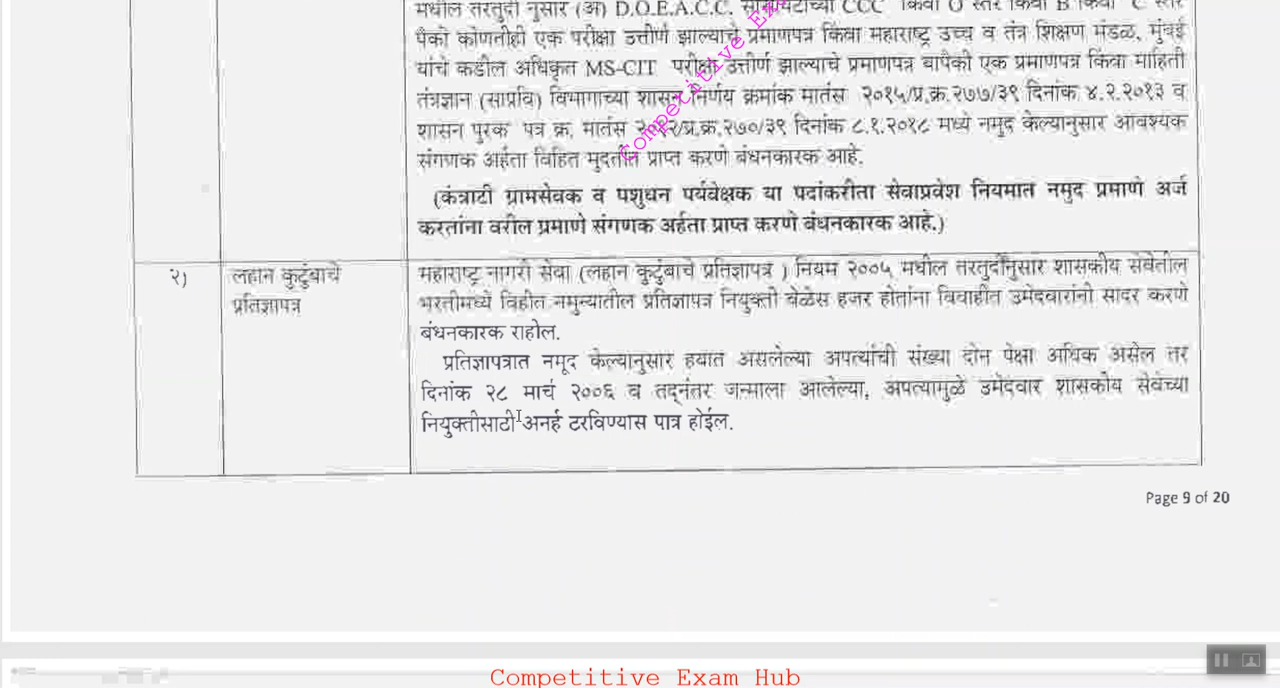 मधील तरतुदी नुसार (अ) D.O.E.A.C.C. सोसायटीच्या CCC किंवा O स्तर किंवा B किंवा C स्तर
पैकी कोणतीही एक परीक्षा उत्तीर्ण झाल्याचे प्रमाणपत्र किंवा महाराष्ट्र उच्च व तंत्र शिक्षण मंडळ, मुंबई
यांचे कडील अधिकृत MS-CIT परीक्षा उत्तीर्ण झाल्याचे प्रमाणपत्र यापैकी एक प्रमाणपत्र किंवा माहिती
तंत्रज्ञान (साप्रवि) विभागाच्या शासन निर्णय क्रमांक मातंस २०१५/प्र.क्र.२७७/३९ दिनांक ४.२.२०१३ व
शासन पुरक पत्र क्र. मातंस २०१२/प्र.क्र.२७०/३९ दिनांक ८.१.२०१८ मध्ये नमुद केल्यानुसार आवश्यक
संगणक अर्हता विहित मुदतीत प्राप्त करणे बंधनकारक आहे.
(कंत्राटी ग्रामसेवक व पशुधन पर्यवेक्षक या पदांकरीता सेवाप्रवेश नियमात नमुद प्रमाणे अर्ज
करतांना वरील प्रमाणे संगणक अर्हता प्राप्त करणे बंधनकारक आहे.)
२) लहान कुटुंबाचे महाराष्ट्र नागरी सेवा (लहान कुटुंबाचे प्रतिज्ञापत्र ) नियम २००५ मधील तरतुदींनुसार शासकीय सेवेतील
प्रतिज्ञापत्र भरतीमध्ये विहीत नमुन्यातील प्रतिज्ञापत्र नियुक्ती वेळेस हजर होतांना विवाहीत उमेदवारांनी सादर करणे
बंधनकारक राहील.
प्रतिज्ञापत्रात नमूद केल्यानुसार हयात असलेल्या अपत्यांची संख्या दोन पेक्षा अधिक असेल तर
दिनांक २८ मार्च २००६ व तद्नंतर जन्माला आलेल्या, अपत्यामुळे उमेदवार शासकीय सेवेच्या
नियुक्तीसाठी अनर्ह ठरविण्यास पात्र होईल.
Page 9 of 20
Competitive Exam Hub